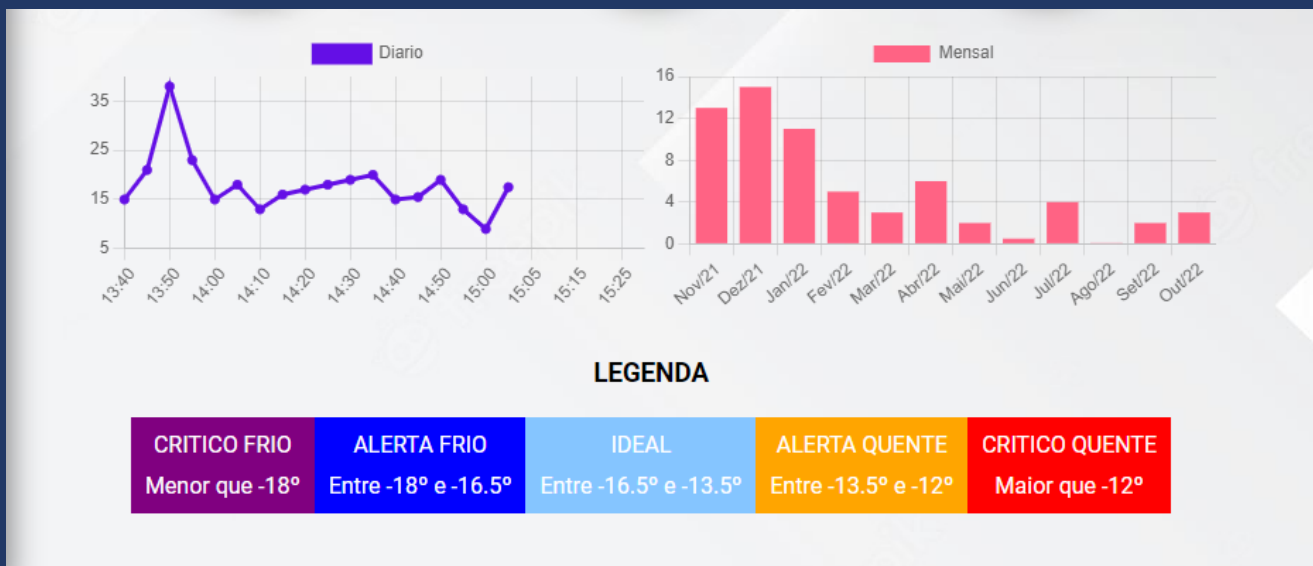 Diario
35
25
15
5
13:40
13:50
14:00
14:10
14:20
14:30
14:40
14:50
15:00
15:05
15:15
15:25
Mensal
16
12
8
4
0
Nov/21
Dez/21
Jan/22
Fev/22
Mar/22
Abr/22
Mai/22
Jun/22
Jul/22
Ago/22
Set/22
Out/22
LEGENDA
CRITICO FRIO
Menor que -18º
ALERTA FRIO
Entre -18º e -16.5º
IDEAL
Entre -16.5º e -13.5º
ALERTA QUENTE
Entre -13.5º e -12º
CRITICO QUENTE
Maior que -12º